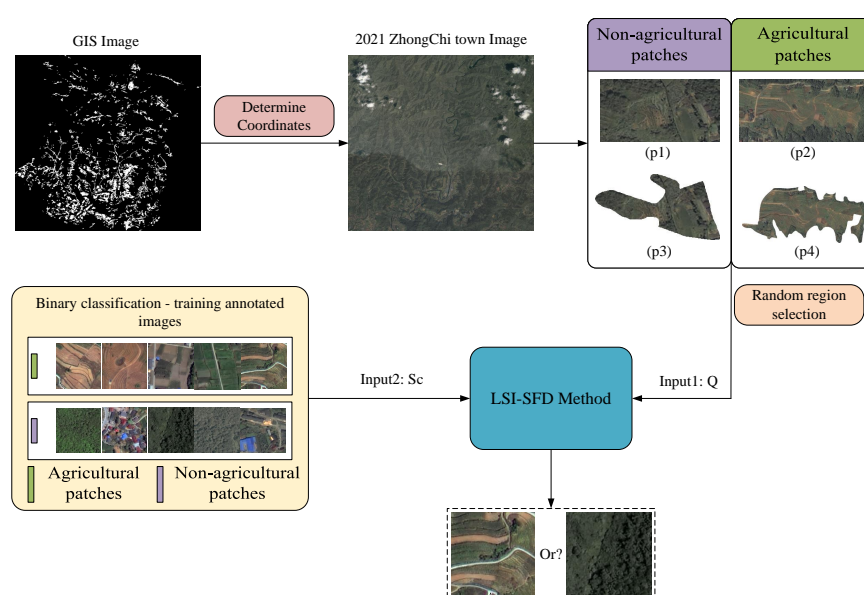 GIS Image
2021 ZhongChi town Image
Determine
Coordinates
Non-agricultural
patches
Agricultural
patches
(p1)
(p2)
(p3)
(p4)
Random region
selection
Binary classification - training annotated
images
Agricultural
patches
Non-agricultural
patches
Input2: Sc
LSI-SFD Method
Input1: Q
Or?